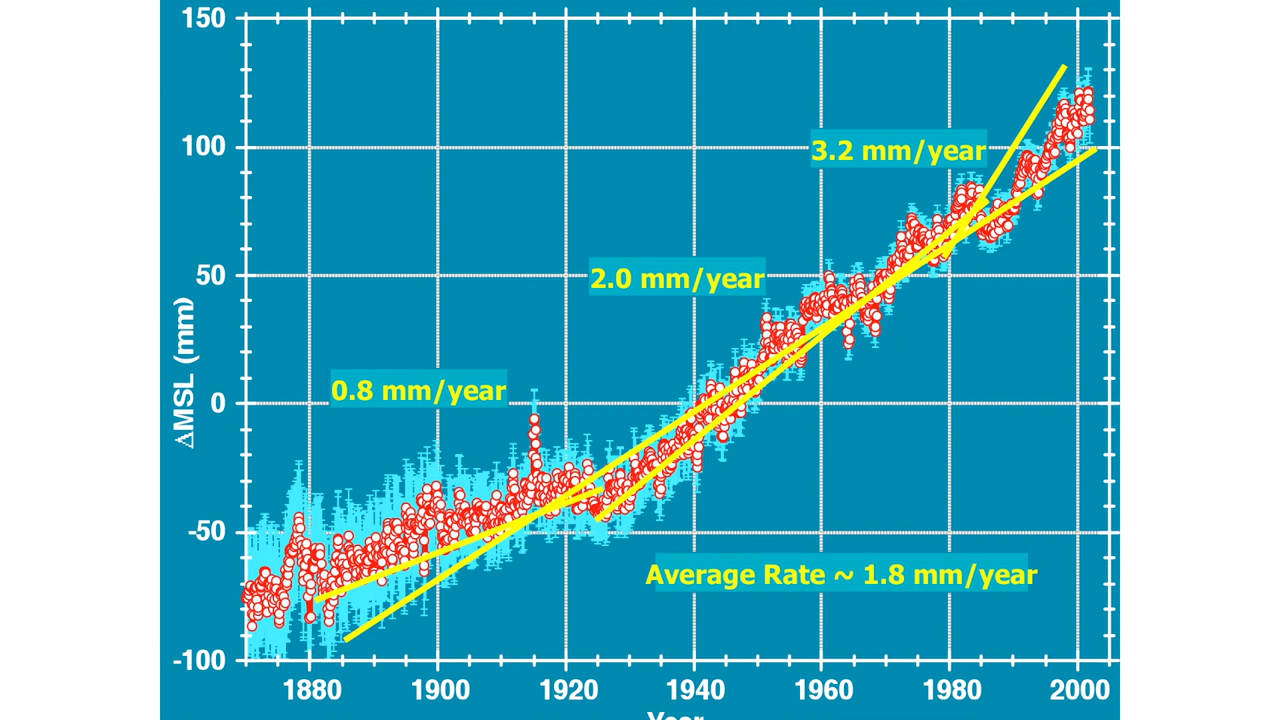 150
100
50
0
-50
-100
ΔMSL (mm)
3.2 mm/year
2.0 mm/year
0.8 mm/year
Average Rate ~ 1.8 mm/year
1880 1900 1920 1940 1960 1980 2000
Year